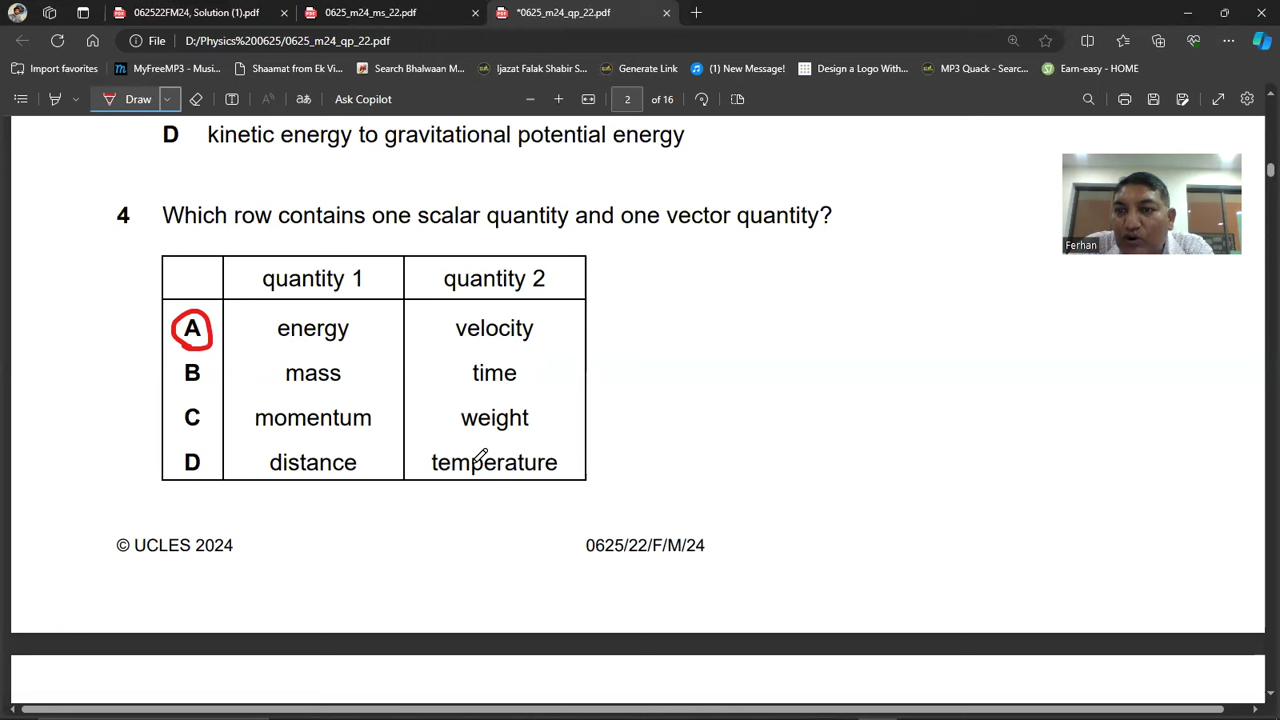 062522FM24, Solution (1).pdf
0625_m24_ms_22.pdf
*0625_m24_qp_22.pdf
File D:/Physics%200625/0625_m24_qp_22.pdf
Import favorites
MyFreeMP3 - Musi...
Shaamat from Ek Vi...
Search Bhalwaan M...
Ijazat Falak Shabir S...
Generate Link
(1) New Message!
Design a Logo With...
MP3 Quack - Searc...
Earn-easy - HOME
Draw
aあ
Ask Copilot
2 of 16
D kinetic energy to gravitational potential energy
4 Which row contains one scalar quantity and one vector quantity?
quantity 1 quantity 2
A energy velocity
B mass time
C momentum weight
D distance temperature
© UCLES 2024 0625/22/F/M/24
Ferhan